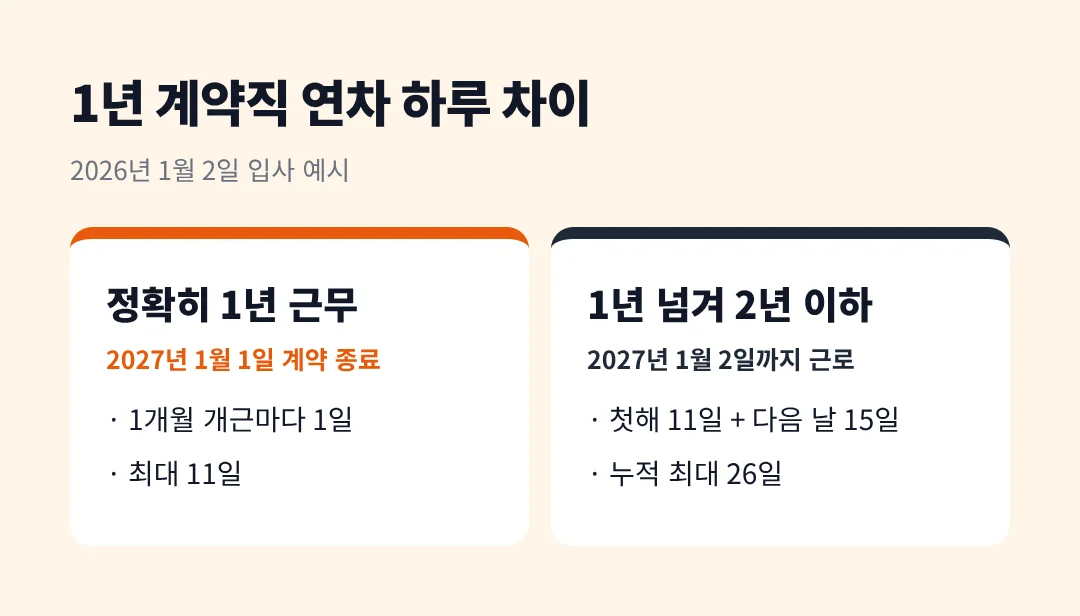 1년 계약직 연차 하루 차이
2026년 1월 2일 입사 예시
정확히 1년 근무
2027년 1월 1일 계약 종료
· 1개월 개근마다 1일
· 최대 11일
1년 넘겨 2년 이하
2027년 1월 2일까지 근로
· 첫해 11일 + 다음 날 15일
· 누적 최대 26일